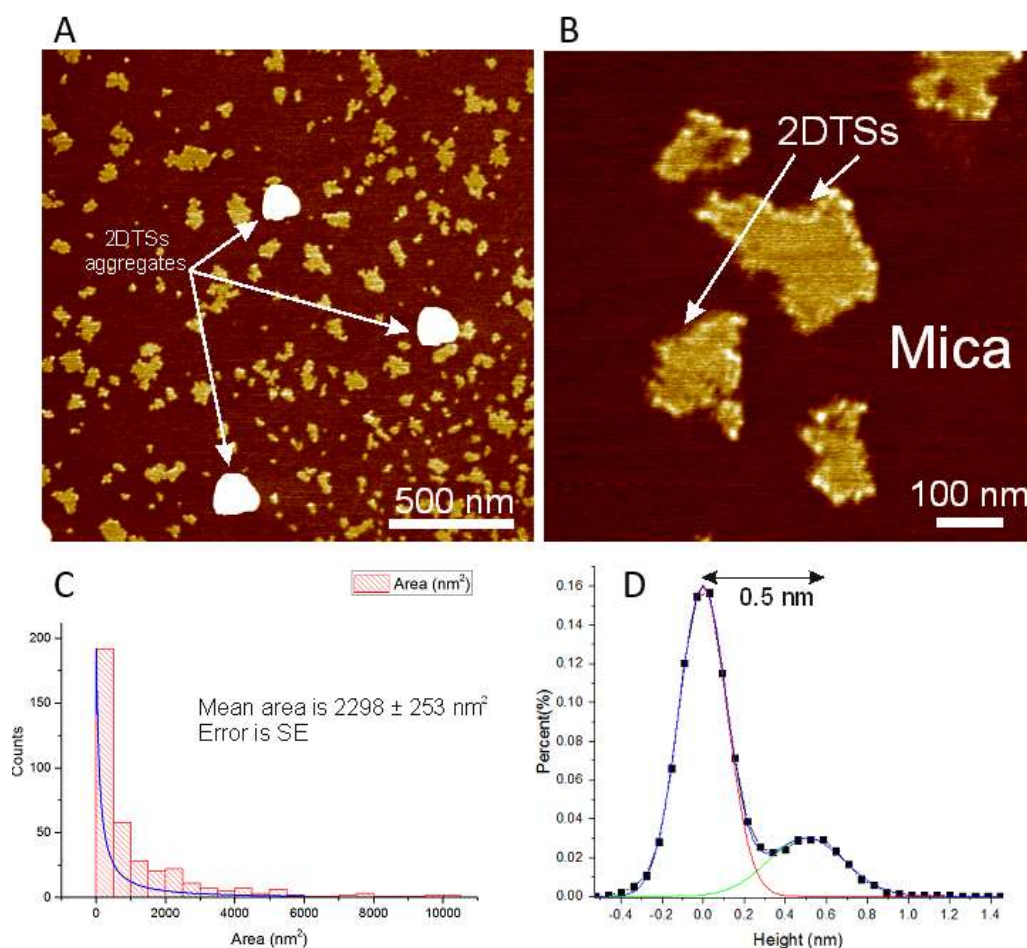 A
B
2DTSs
aggregates
500 nm
2DTSs
Mica
100 nm
C
Area (nm²)
Mean area is 2298 ± 253 nm²
Error is SE
Counts
200
150
100
50
0
0
2000
4000
6000
8000
10000
Area (nm²)
D
0.5 nm
Percent(%)
0.16
0.14
0.12
0.10
0.08
0.06
0.04
0.02
0.00
-0.4
-0.2
0.0
0.2
0.4
0.6
0.8
1.0
1.2
1.4
Height (nm)